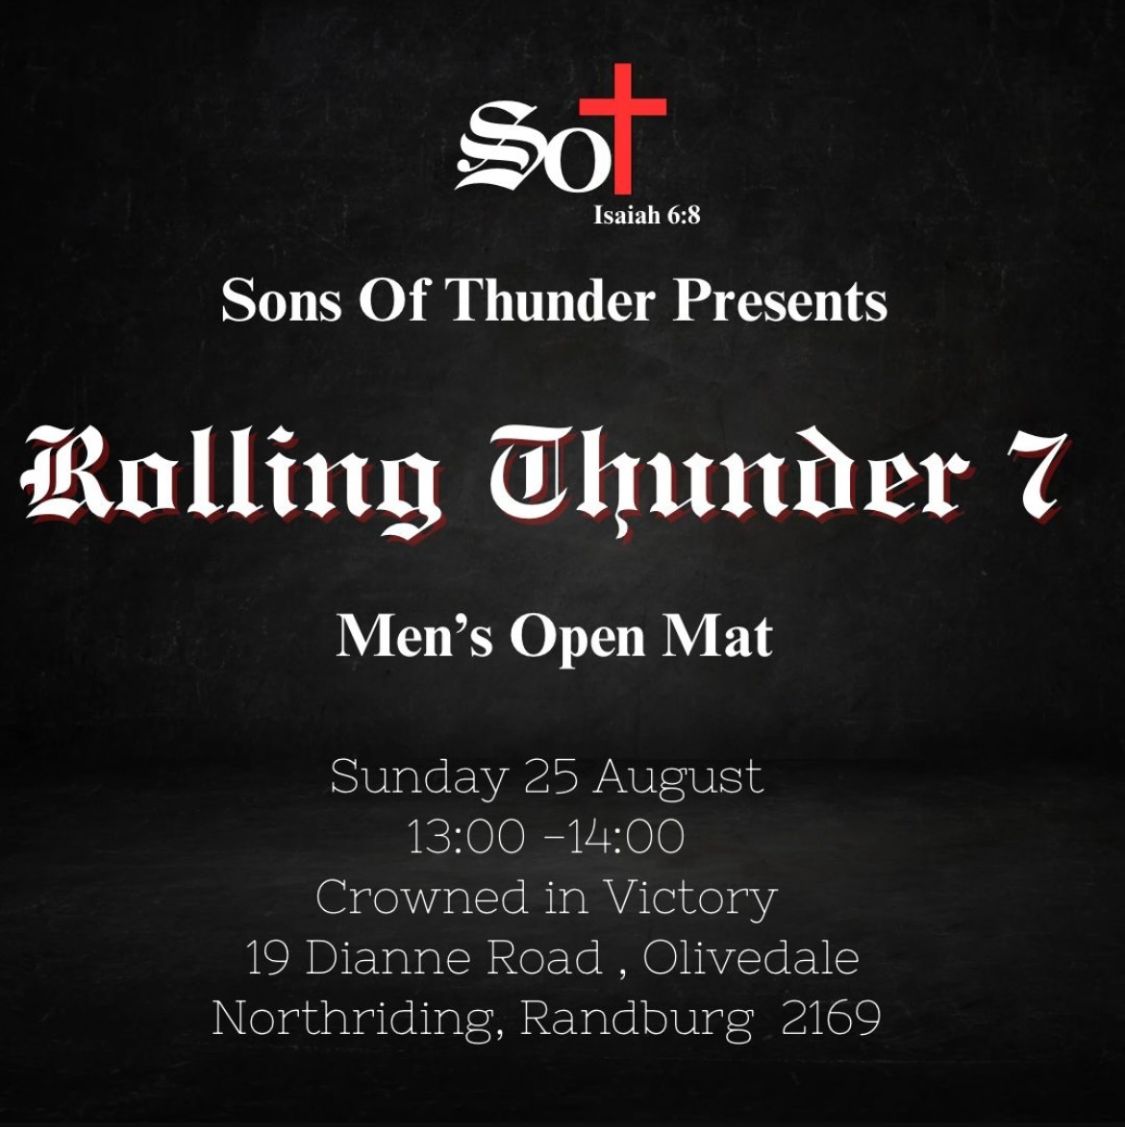 SoT
Isaiah 6:8
Sons Of Thunder Presents
Rolling Thunder 7
Men's Open Mat
Sunday 25 August
13:00 -14:00
Crowned in Victory
19 Dianne Road , Olivedale
Northriding, Randburg 2169